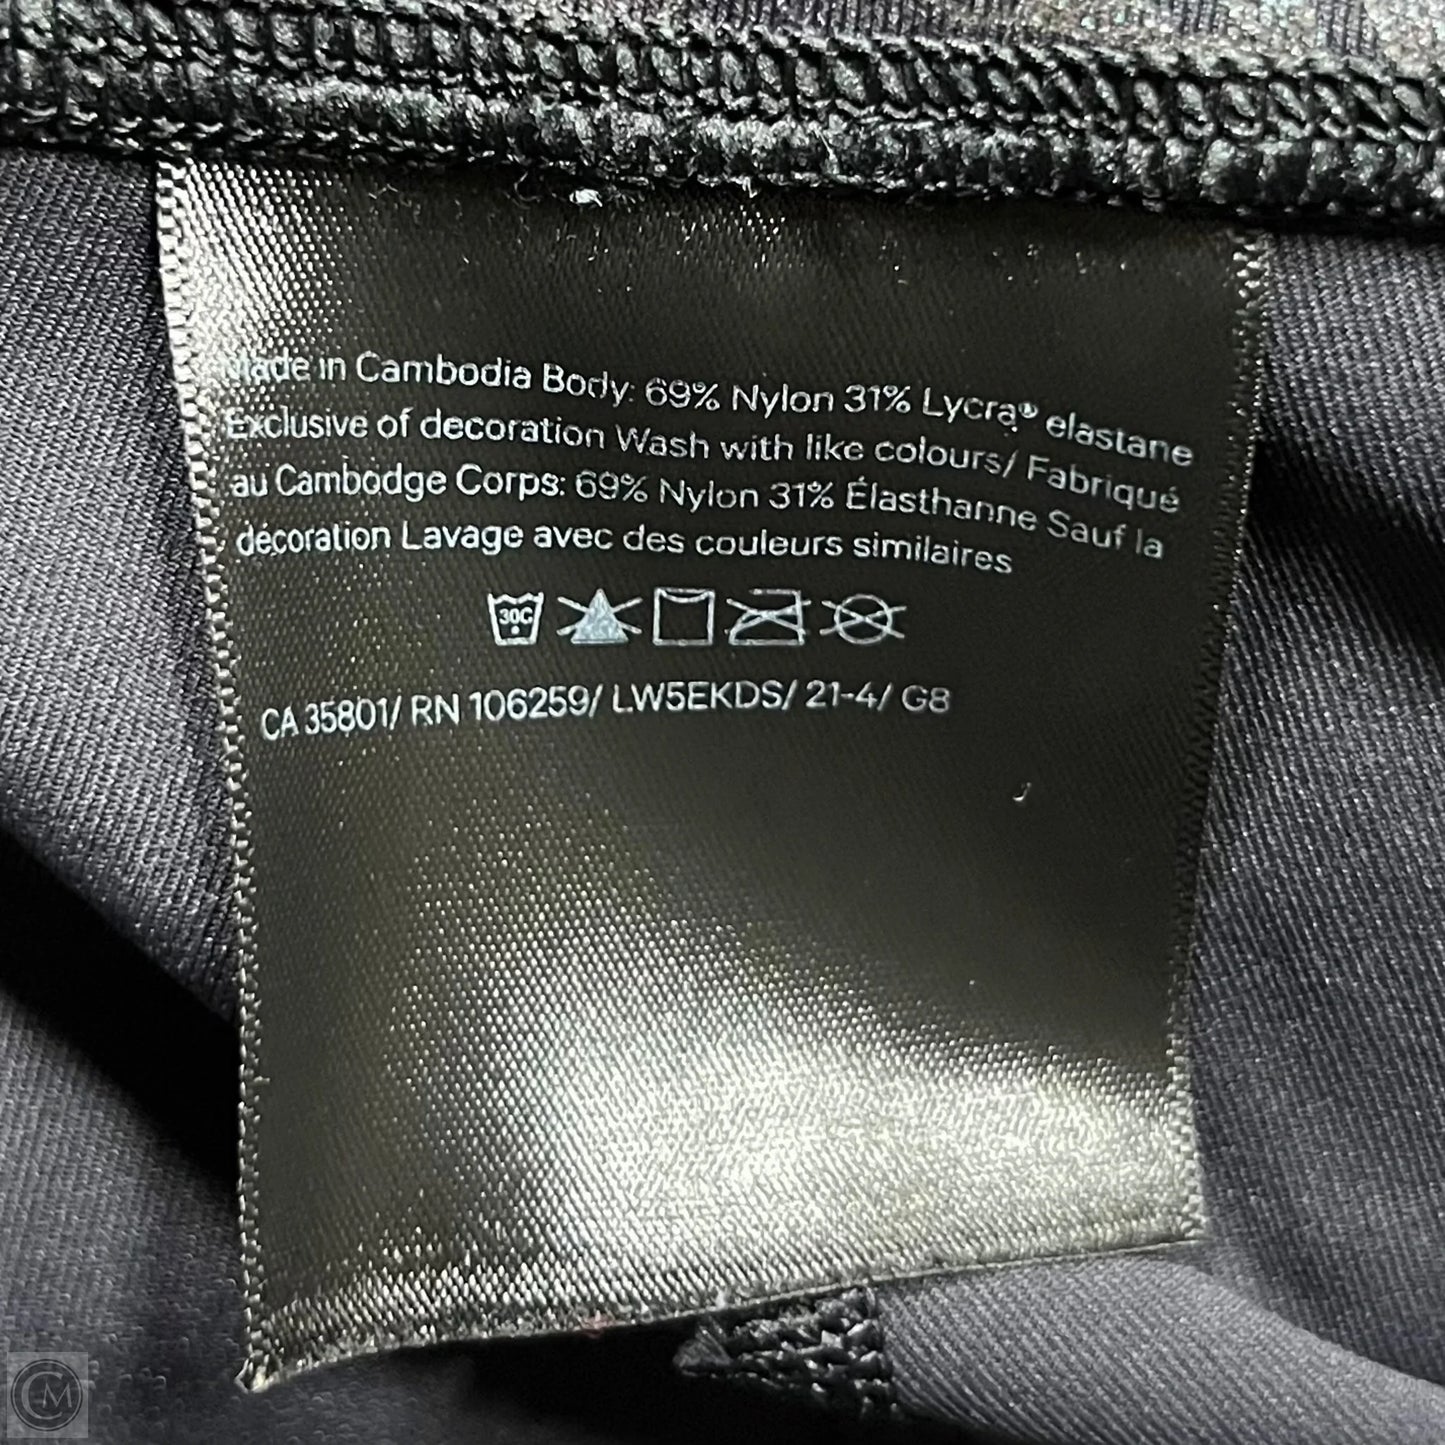 Made in Cambodia Body: 69% Nylon 31% Lycra® elastane
Exclusive of decoration Wash with like colours/ Fabriqué
au Cambodge Corps: 69% Nylon 31% Élasthanne Sauf la
décoration Lavage avec des couleurs similaires
30C
CA 35801/ RN 106259/ LW5EKDS/ 21-4/ G8
CM